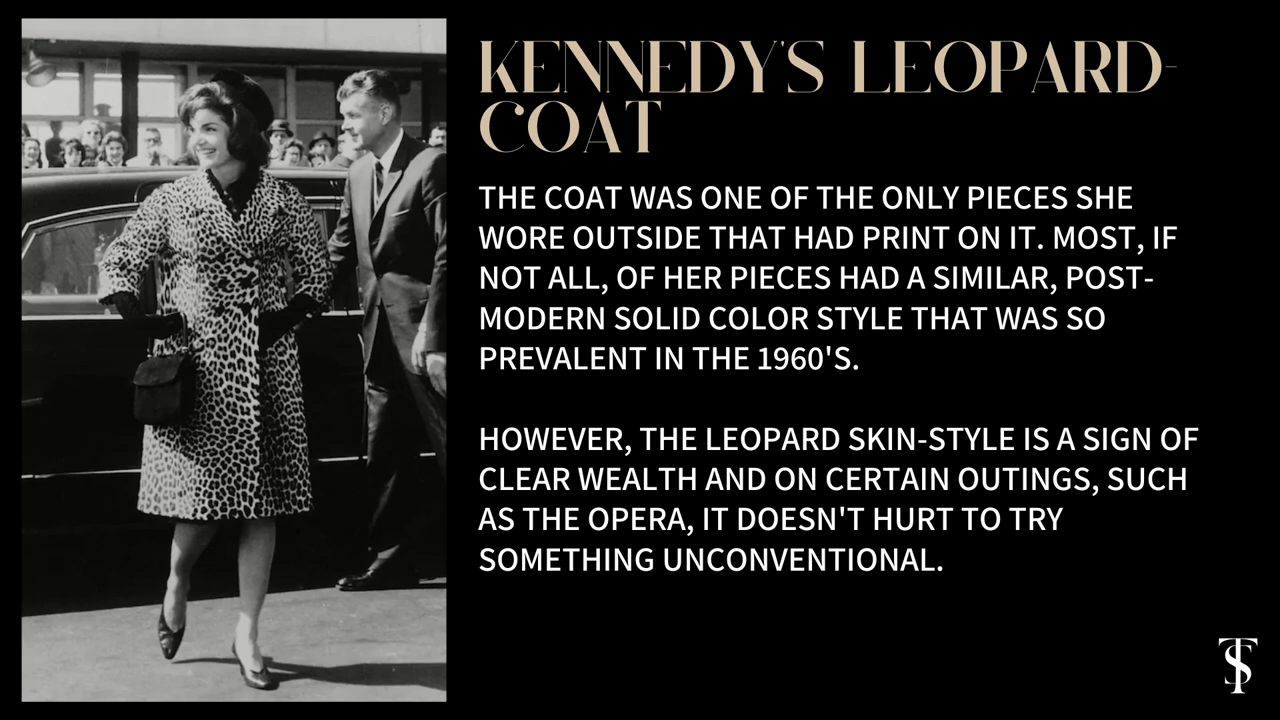 KENNEDY'S LEOPARD-
COAT
THE COAT WAS ONE OF THE ONLY PIECES SHE
WORE OUTSIDE THAT HAD PRINT ON IT. MOST, IF
NOT ALL, OF HER PIECES HAD A SIMILAR, POST-
MODERN SOLID COLOR STYLE THAT WAS SO
PREVALENT IN THE 1960'S.
HOWEVER, THE LEOPARD SKIN-STYLE IS A SIGN OF
CLEAR WEALTH AND ON CERTAIN OUTINGS, SUCH
AS THE OPERA, IT DOESN'T HURT TO TRY
SOMETHING UNCONVENTIONAL.